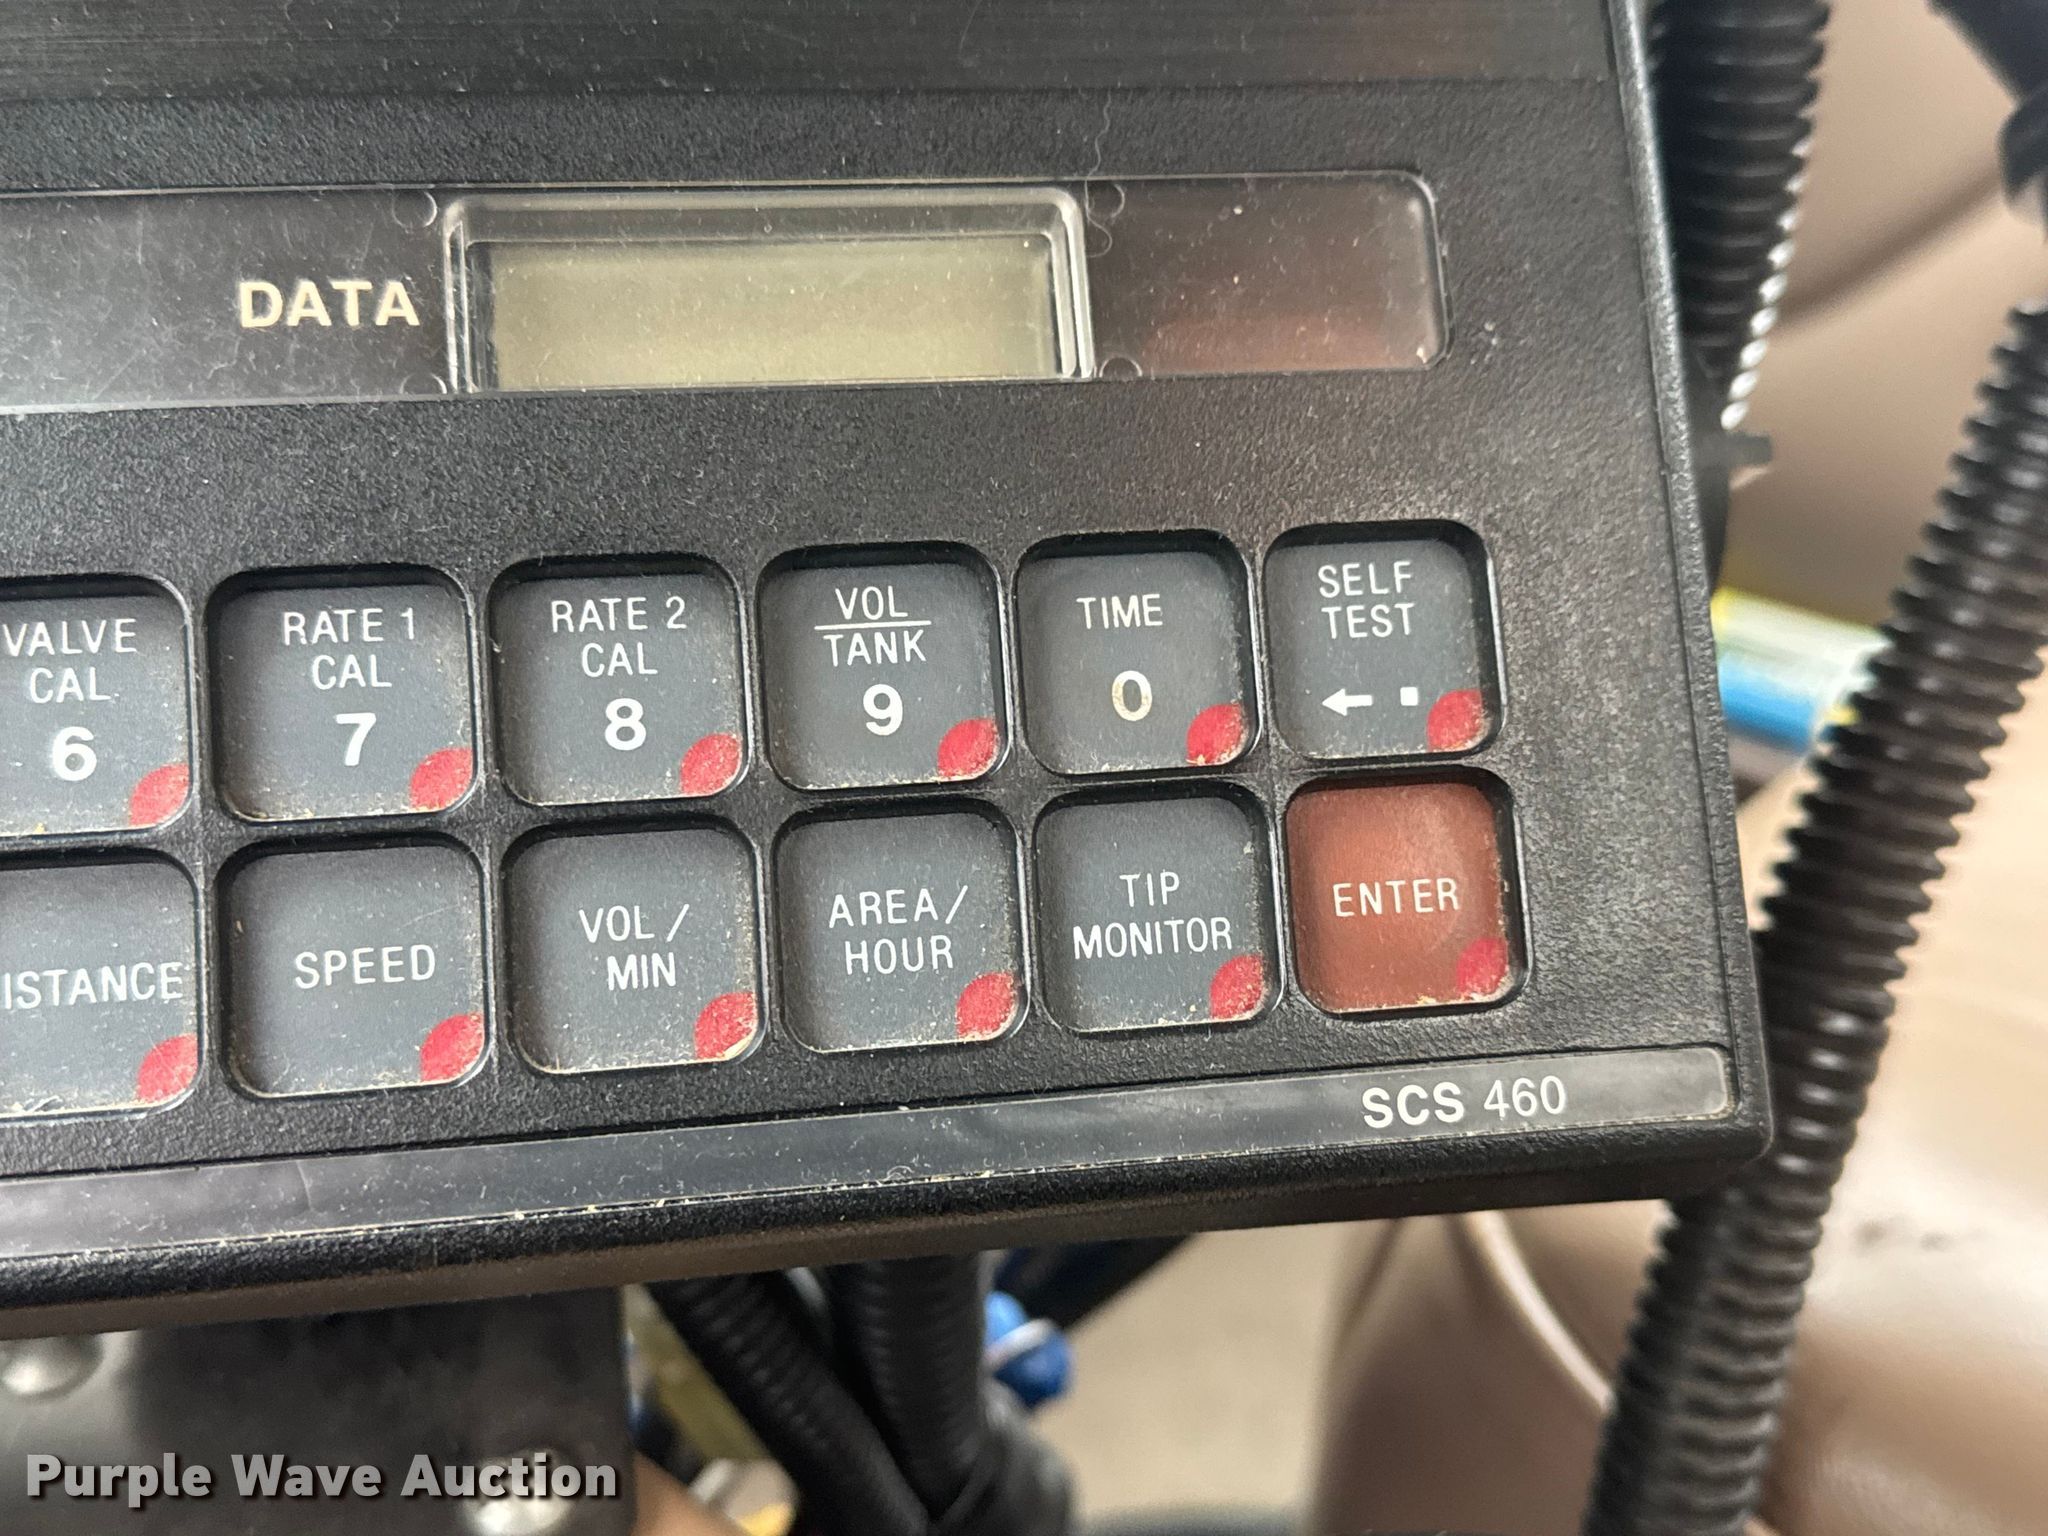 DATA
VALVE
CAL
6
RATE 1
CAL
7
RATE 2
CAL
8
VOL
TANK
9
TIME
0
SELF
TEST
← ▪
ISTANCE
SPEED
VOL /
MIN
AREA/
HOUR
TIP
MONITOR
ENTER
SCS 460
Purple Wave Auction